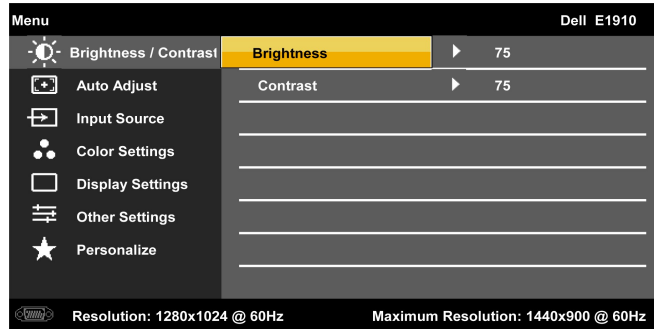 Menu Dell E1910
Brightness / Contrast Brightness 75
Auto Adjust Contrast 75
Input Source
Color Settings
Display Settings
Other Settings
Personalize
Resolution: 1280x1024 @ 60Hz Maximum Resolution: 1440x900 @ 60Hz